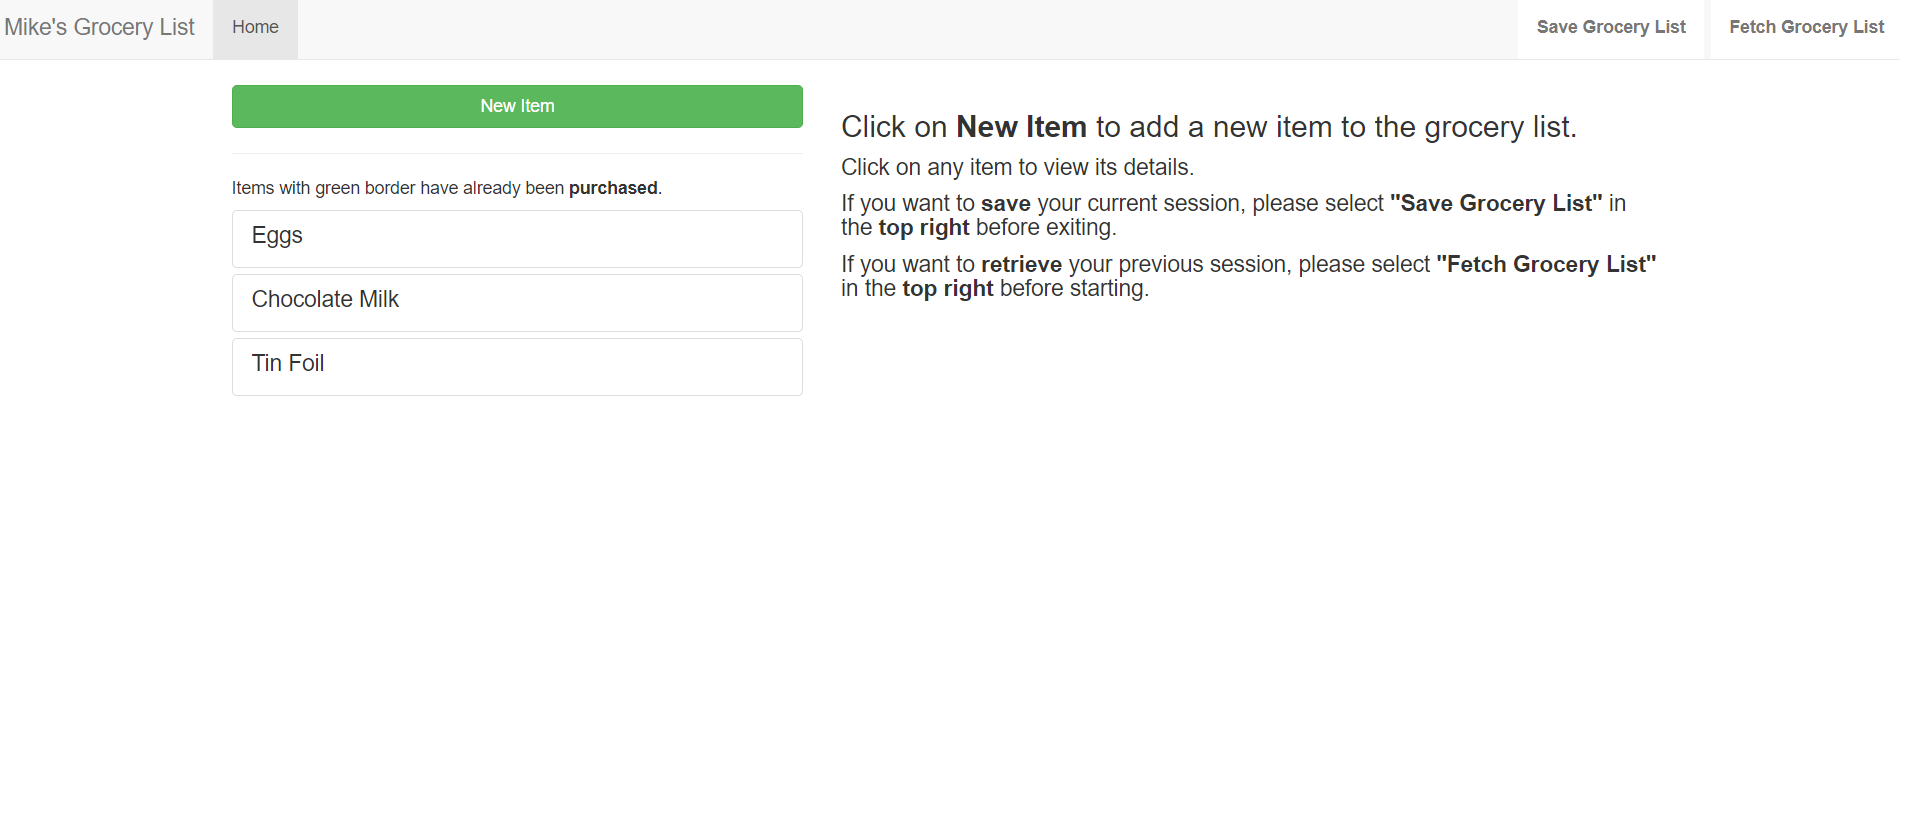 Mike's Grocery List
Home
Save Grocery List
Fetch Grocery List
New Item
Items with green border have already been purchased.
Eggs
Chocolate Milk
Tin Foil
Click on New Item to add a new item to the grocery list.
Click on any item to view its details.
If you want to save your current session, please select "Save Grocery List" in
the top right before exiting.
If you want to retrieve your previous session, please select "Fetch Grocery List"
in the top right before starting.